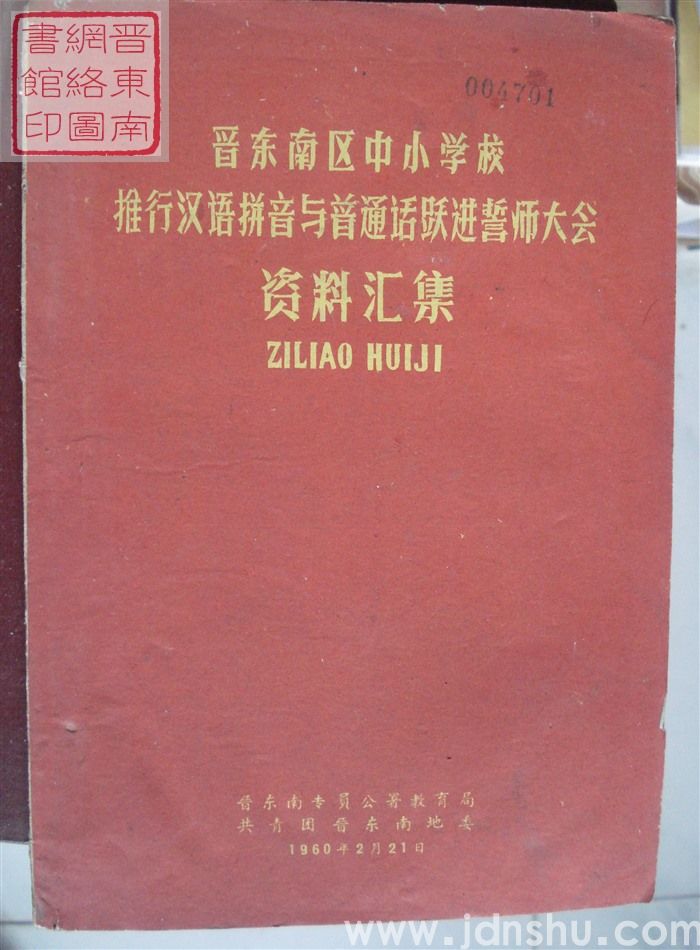 晋東南
網絡圖
書館印
004701
晋东南区中小学校
推行汉语拼音与普通话跃进誓师大会
资料汇集
ZILIAO HUIJI
晋东南专员公署教育局
共青团晋东南地委
1960年2月21日
www.jdnshu.com